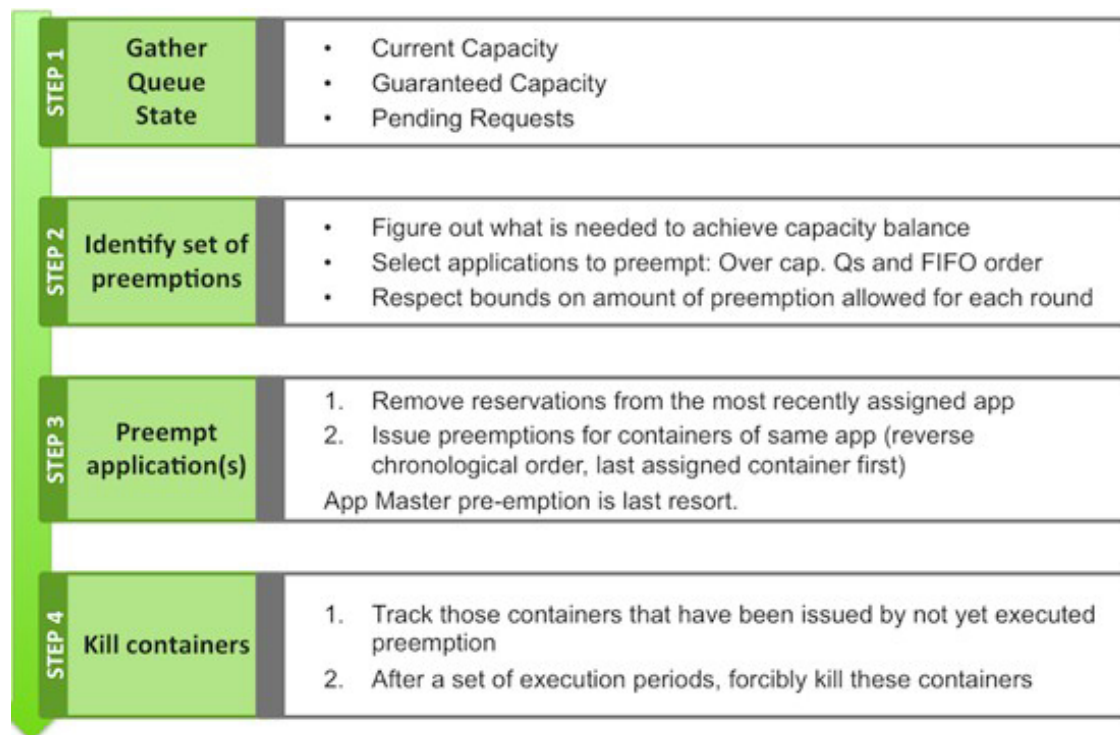 STEP 1
Gather
Queue
State
• Current Capacity
• Guaranteed Capacity
• Pending Requests
STEP 2
Identify set of
preemptions
• Figure out what is needed to achieve capacity balance
• Select applications to preempt: Over cap. Qs and FIFO order
• Respect bounds on amount of preemption allowed for each round
STEP 3
Preempt
application(s)
1. Remove reservations from the most recently assigned app
2. Issue preemptions for containers of same app (reverse
chronological order, last assigned container first)
App Master pre-emption is last resort.
STEP 4
Kill containers
1. Track those containers that have been issued by not yet executed
preemption
2. After a set of execution periods, forcibly kill these containers